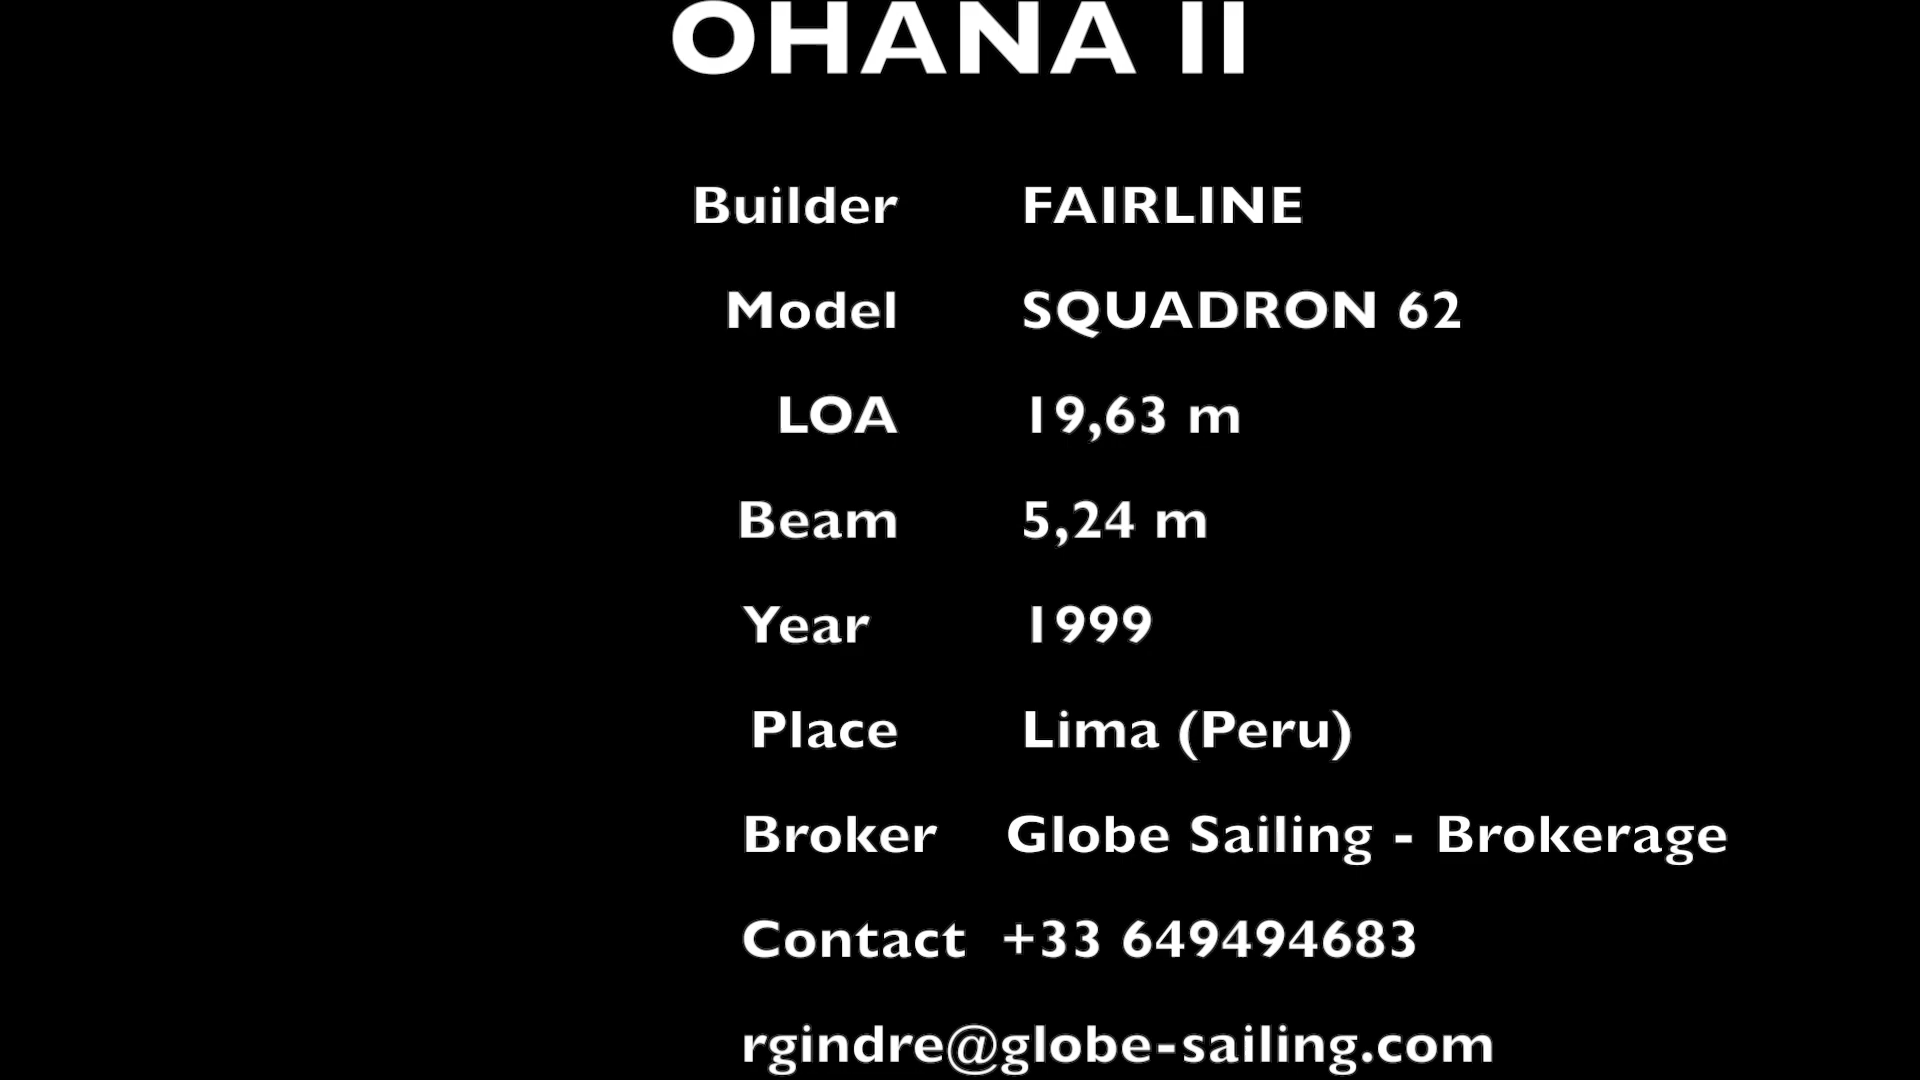 OHANA II
Builder FAIRLINE
Model SQUADRON 62
LOA 19,63 m
Beam 5,24 m
Year 1999
Place Lima (Peru)
Broker Globe Sailing - Brokerage
Contact +33 649494683
rgindre@globe-sailing.com